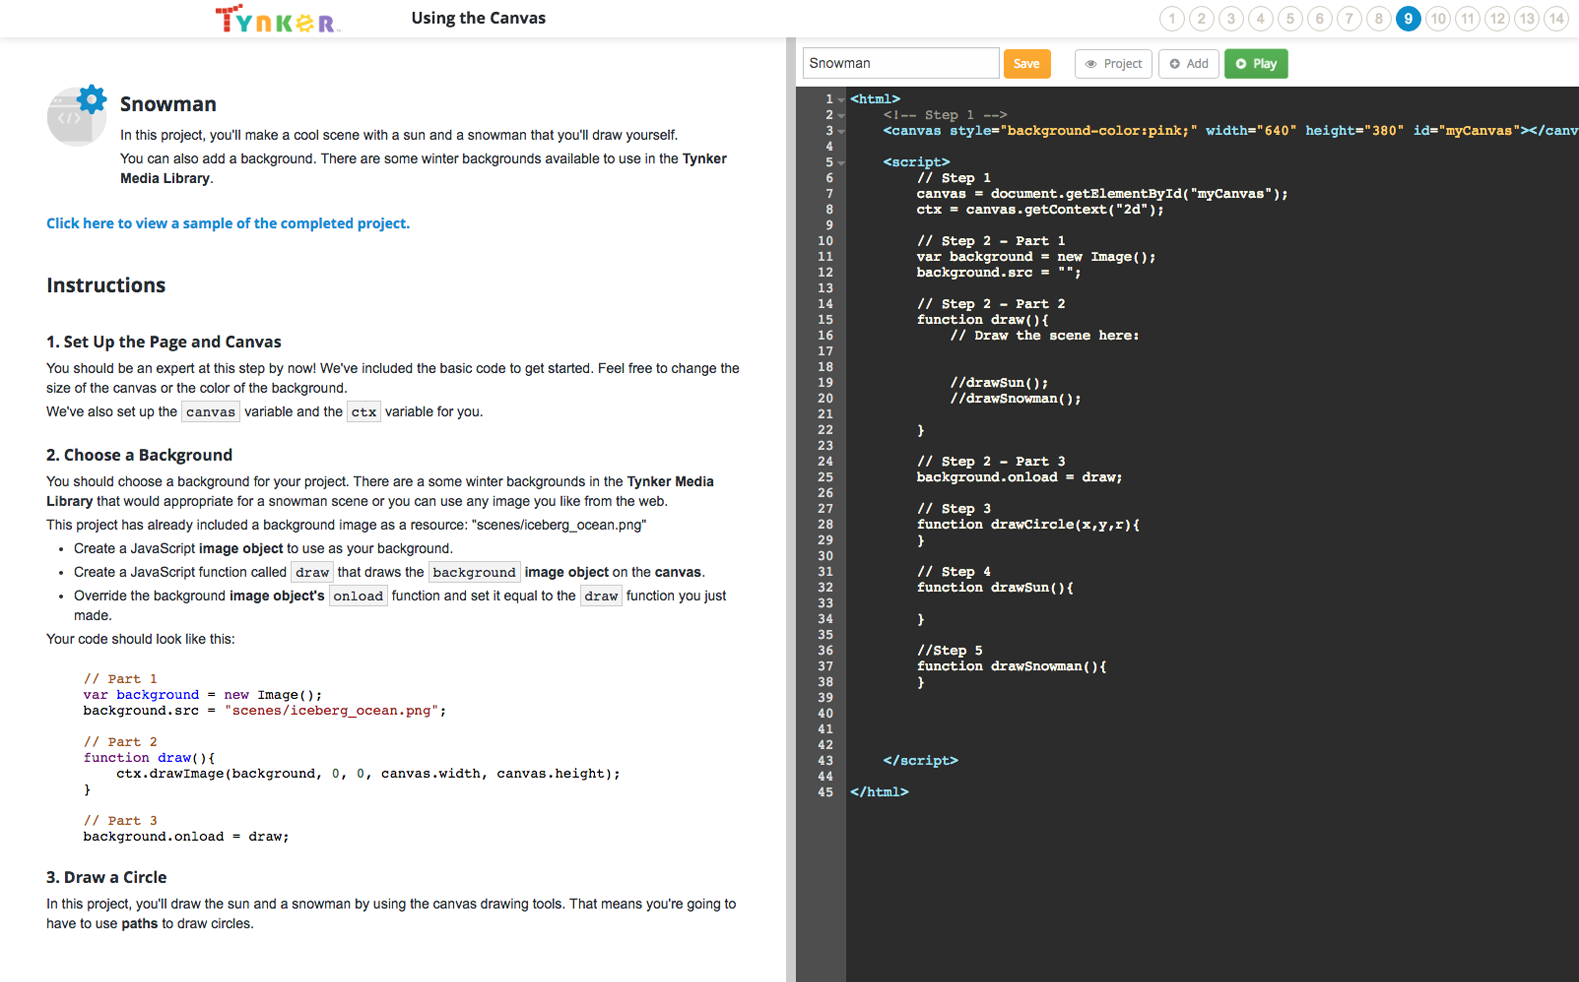 TYNKER
Using the Canvas
1 2 3 4 5 6 7 8 9 10 11 12 13 14
Snowman
In this project, you'll make a cool scene with a sun and a snowman that you'll draw yourself.
You can also add a background. There are some winter backgrounds available to use in the Tynker
Media Library.
Click here to view a sample of the completed project.
Instructions
1. Set Up the Page and Canvas
You should be an expert at this step by now! We've included the basic code to get started. Feel free to change the
size of the canvas or the color of the background.
We've also set up the canvas variable and the ctx variable for you.
2. Choose a Background
You should choose a background for your project. There are a some winter backgrounds in the Tynker Media
Library that would appropriate for a snowman scene or you can use any image you like from the web.
This project has already included a background image as a resource: "scenes/iceberg_ocean.png"
• Create a JavaScript image object to use as your background.
• Create a JavaScript function called draw that draws the background image object on the canvas.
• Override the background image object's onload function and set it equal to the draw function you just
made.
Your code should look like this:
// Part 1
var background = new Image();
background.src = "scenes/iceberg_ocean.png";
// Part 2
function draw(){
ctx.drawImage(background, 0, 0, canvas.width, canvas.height);
}
// Part 3
background.onload = draw;
3. Draw a Circle
In this project, you'll draw the sun and a snowman by using the canvas drawing tools. That means you're going to
have to use paths to draw circles.
Snowman Save Project Add Play
1 <html>
2 <!-- Step 1 -->
3 <canvas style="background-color:pink;" width="640" height="380" id="myCanvas"></canv
4
5 <script>
6 // Step 1
7 canvas = document.getElementById("myCanvas");
8 ctx = canvas.getContext("2d");
9
10 // Step 2 - Part 1
11 var background = new Image();
12 background.src = "";
13
14 // Step 2 - Part 2
15 function draw(){
16 // Draw the scene here:
17
18
19 //drawSun();
20 //drawSnowman();
21
22 }
23
24 // Step 2 - Part 3
25 background.onload = draw;
26
27 // Step 3
28 function drawCircle(x,y,r){
29 }
30
31 // Step 4
32 function drawSun(){
33
34 }
35
36 //Step 5
37 function drawSnowman(){
38 }
39
40
41
42
43 </script>
44
45 </html>